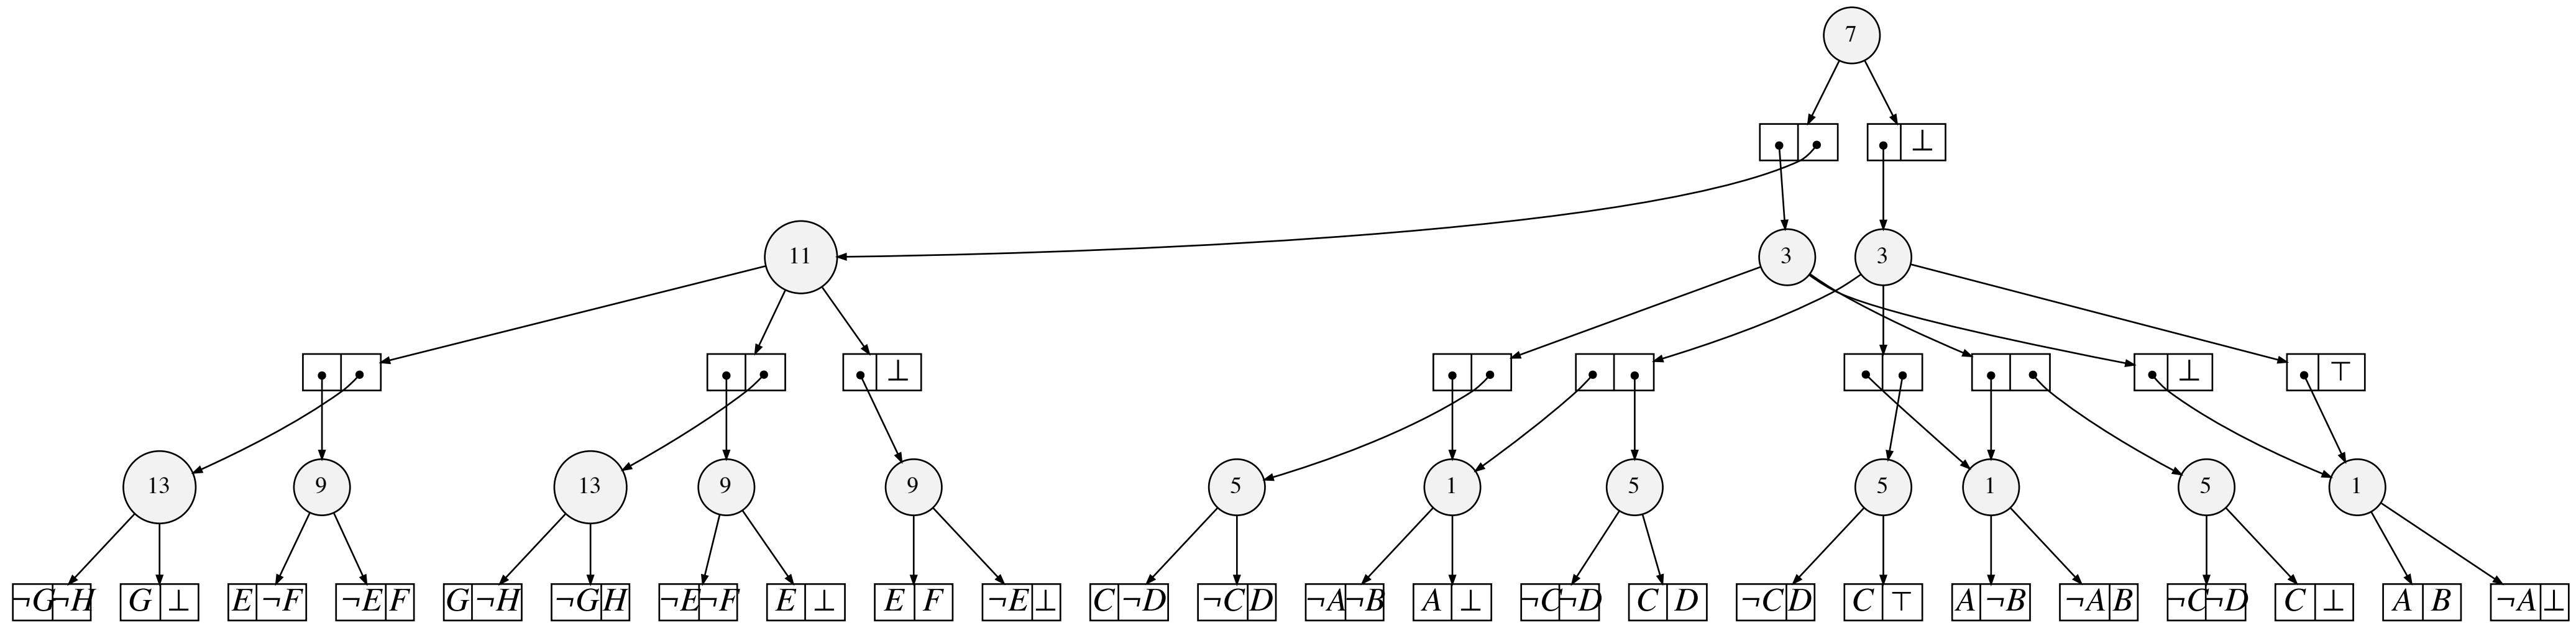 7
⊥
11 3 3
⊥ ⊥ ⊤
13 9 13 9 9 5 1 5 5 1 5 1
¬G ¬H G ⊥ E ¬F ¬E F G ¬H ¬G H ¬E ¬F E ⊥ E F ¬E ⊥ C ¬D ¬C D ¬A ¬B A ⊥ ¬C ¬D C D ¬C D C ⊤ A ¬B ¬A B ¬C ¬D C ⊥ A B ¬A ⊥